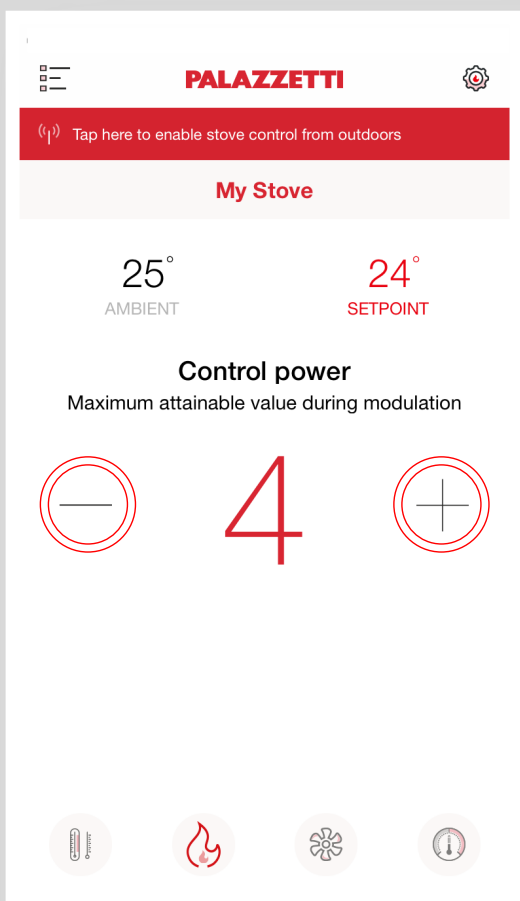 PALAZZETTI
Tap here to enable stove control from outdoors
My Stove
25° 24°
AMBIENT SETPOINT
Control power
Maximum attainable value during modulation
4